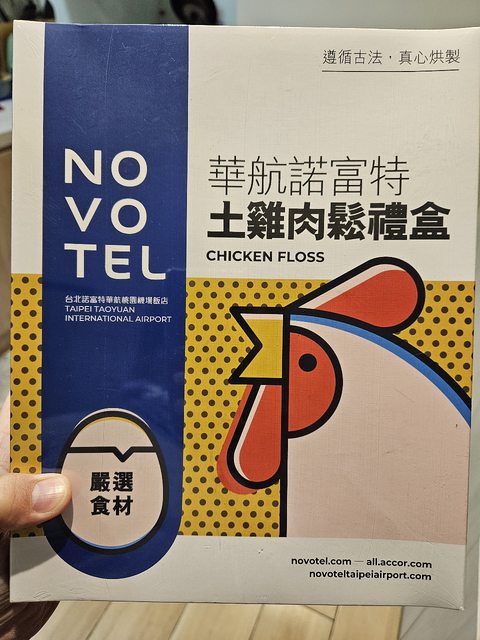 遵循古法，真心烘製
NO
VO
TEL
台北諾富特華航桃園機場飯店
TAIPEI TAOYUAN
INTERNATIONAL AIRPORT
華航諾富特
土雞肉鬆禮盒
CHICKEN FLOSS
嚴選
食材
novotel.com — all.accor.com
novoteltaipeiairport.com